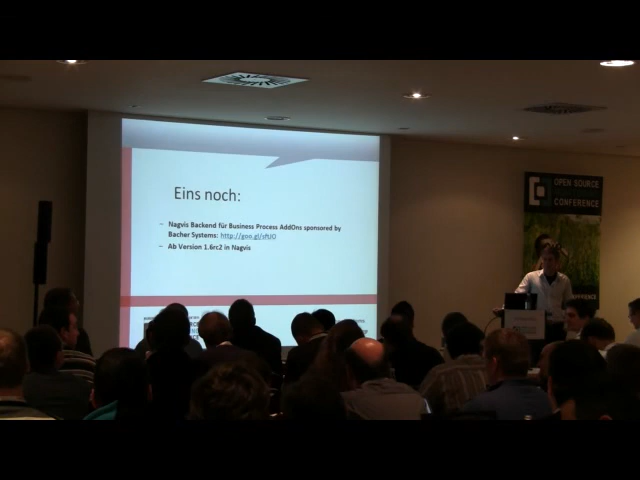 Eins noch:
– Nagvis Backend für Business Process AddOns sponsored by
Bacher Systems:
– Ab Version 1.6rc2 in Nagvis
OPEN SOURCE
CONFERENCE